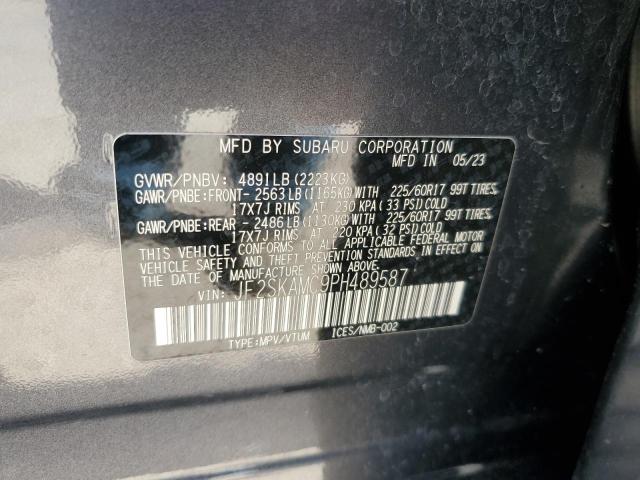 MFD BY SUBARU CORPORATION
MFD IN 05/23
GVWR/PNBV: 4891LB(2223KG)
GAWR/PNBE:FRONT- 2563LB(1165KG)WITH 225/60R17 99T TIRES,
17X7J RIMS AT 230 KPA (33 PSI)COLD
GAWR/PNBE:REAR - 2486LB(1130KG)WITH 225/60R17 99T TIRES,
17X7J RIMS AT 220 KPA (32 PSI)COLD
THIS VEHICLE CONFORMS TO ALL APPLICABLE FEDERAL MOTOR
VEHICLE SAFETY AND THEFT PREVENTION STANDARDS IN EFFECT ON
THE DATE OF MANUFACTURE SHOWN ABOVE
VIN: JF2SKAMC9PH489587
TYPE:MPV/VTUM ICES/NMB-002